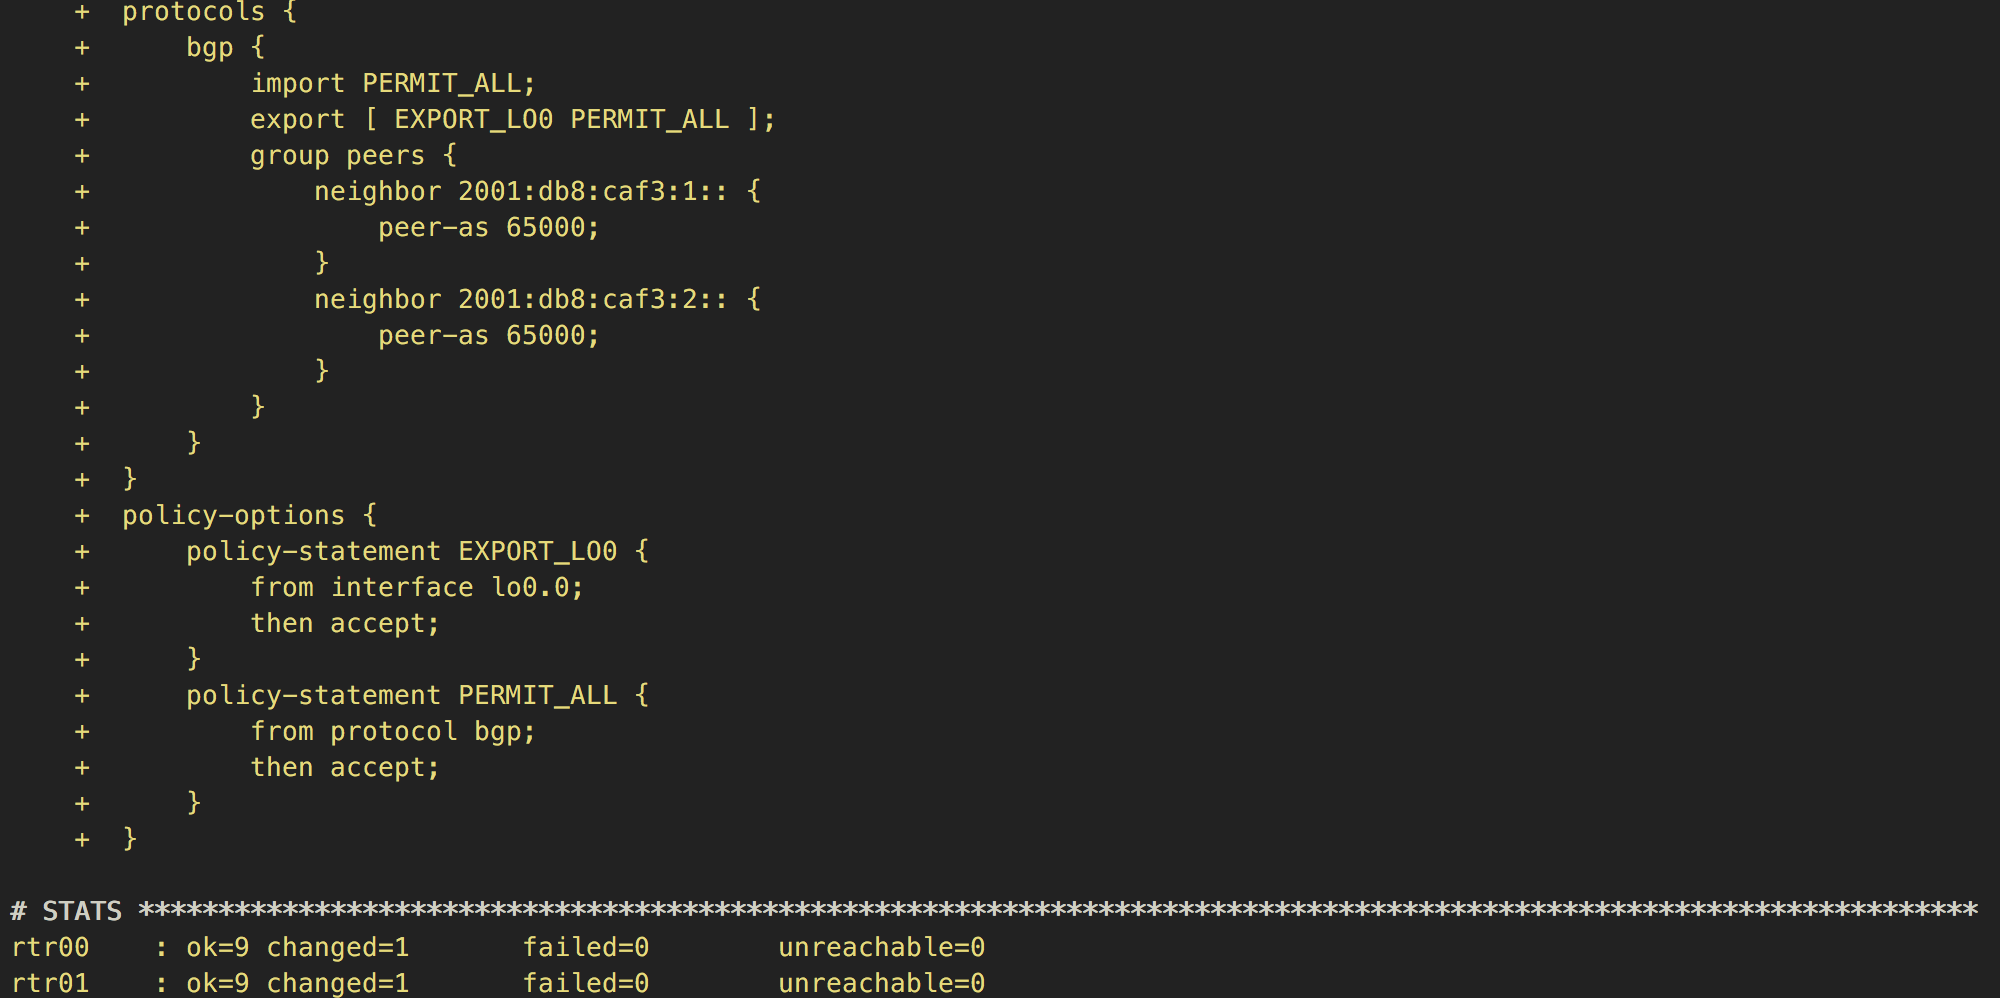 +  protocols {
+      bgp {
+          import PERMIT_ALL;
+          export [ EXPORT_LO0 PERMIT_ALL ];
+          group peers {
+              neighbor 2001:db8:caf3:1:: {
+                  peer-as 65000;
+              }
+              neighbor 2001:db8:caf3:2:: {
+                  peer-as 65000;
+              }
+          }
+      }
+  }
+  policy-options {
+      policy-statement EXPORT_LO0 {
+          from interface lo0.0;
+          then accept;
+      }
+      policy-statement PERMIT_ALL {
+          from protocol bgp;
+          then accept;
+      }
+  }
# STATS *******************************************************************************************************************
rtr00    : ok=9 changed=1       failed=0        unreachable=0
rtr01    : ok=9 changed=1       failed=0        unreachable=0